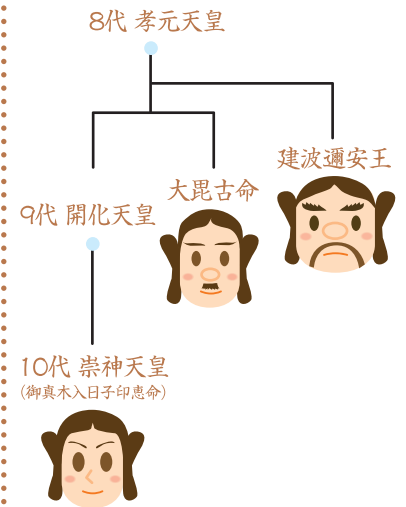 8代 孝元天皇
建波邇安王
大毘古命
9代 開化天皇
10代 崇神天皇
(御真木入日子印恵命)